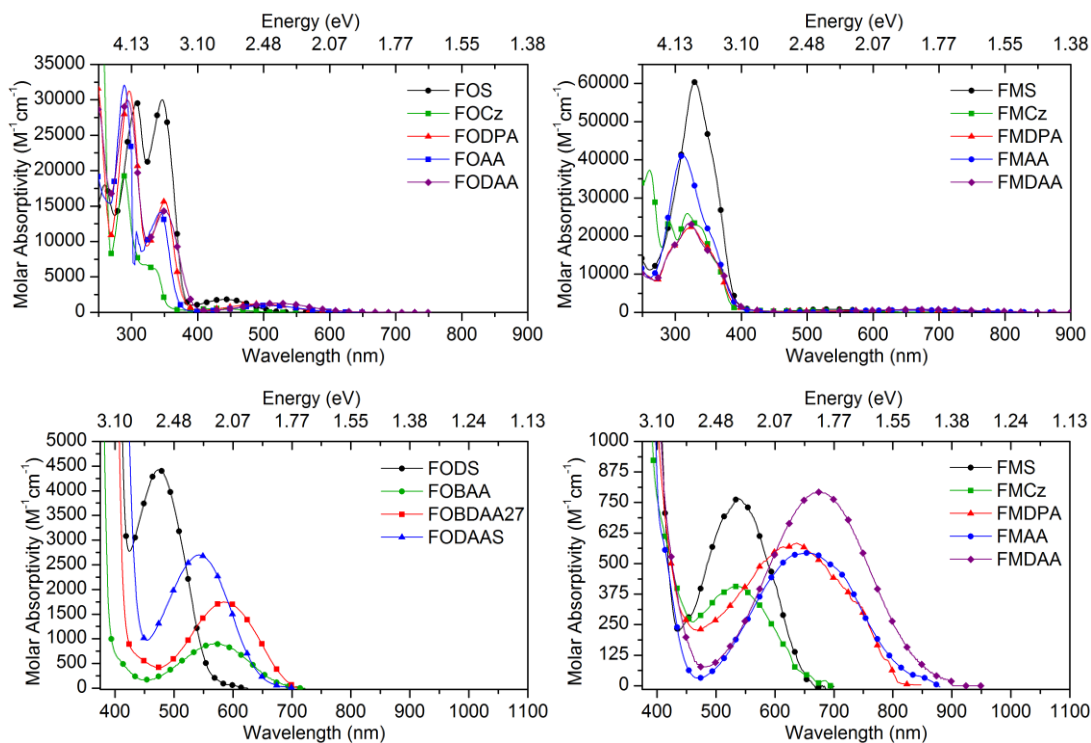 Energy (eV)
4.13 3.10 2.48 2.07 1.77 1.55 1.38
Molar Absorptivity (M⁻¹cm⁻¹)
35000
30000
25000
20000
15000
10000
5000
0
FOS
FOCz
FODPA
FOAA
FODAA
300 400 500 600 700 800 900
Wavelength (nm)
Energy (eV)
4.13 3.10 2.48 2.07 1.77 1.55 1.38
Molar Absorptivity (M⁻¹cm⁻¹)
60000
50000
40000
30000
20000
10000
0
FMS
FMCz
FMDPA
FMAA
FMDAA
300 400 500 600 700 800 900
Wavelength (nm)
Energy (eV)
3.10 2.48 2.07 1.77 1.55 1.38 1.24 1.13
Molar Absorptivity (M⁻¹cm⁻¹)
5000
4500
4000
3500
3000
2500
2000
1500
1000
500
0
FODS
FOBAA
FOBDAA27
FODAAS
400 500 600 700 800 900 1000 1100
Wavelength (nm)
Energy (eV)
3.10 2.48 2.07 1.77 1.55 1.38 1.24 1.13
Molar Absorptivity (M⁻¹cm⁻¹)
1000
875
750
625
500
375
250
125
0
FMS
FMCz
FMDPA
FMAA
FMDAA
400 500 600 700 800 900 1000 1100
Wavelength (nm)